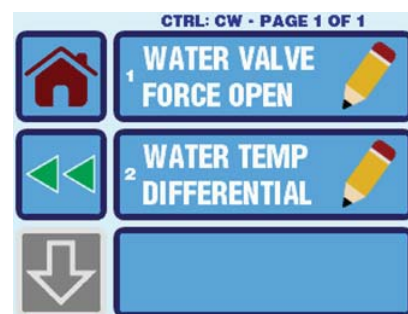 CTRL: CW - PAGE 1 OF 1
1 WATER VALVE
FORCE OPEN
2 WATER TEMP
DIFFERENTIAL